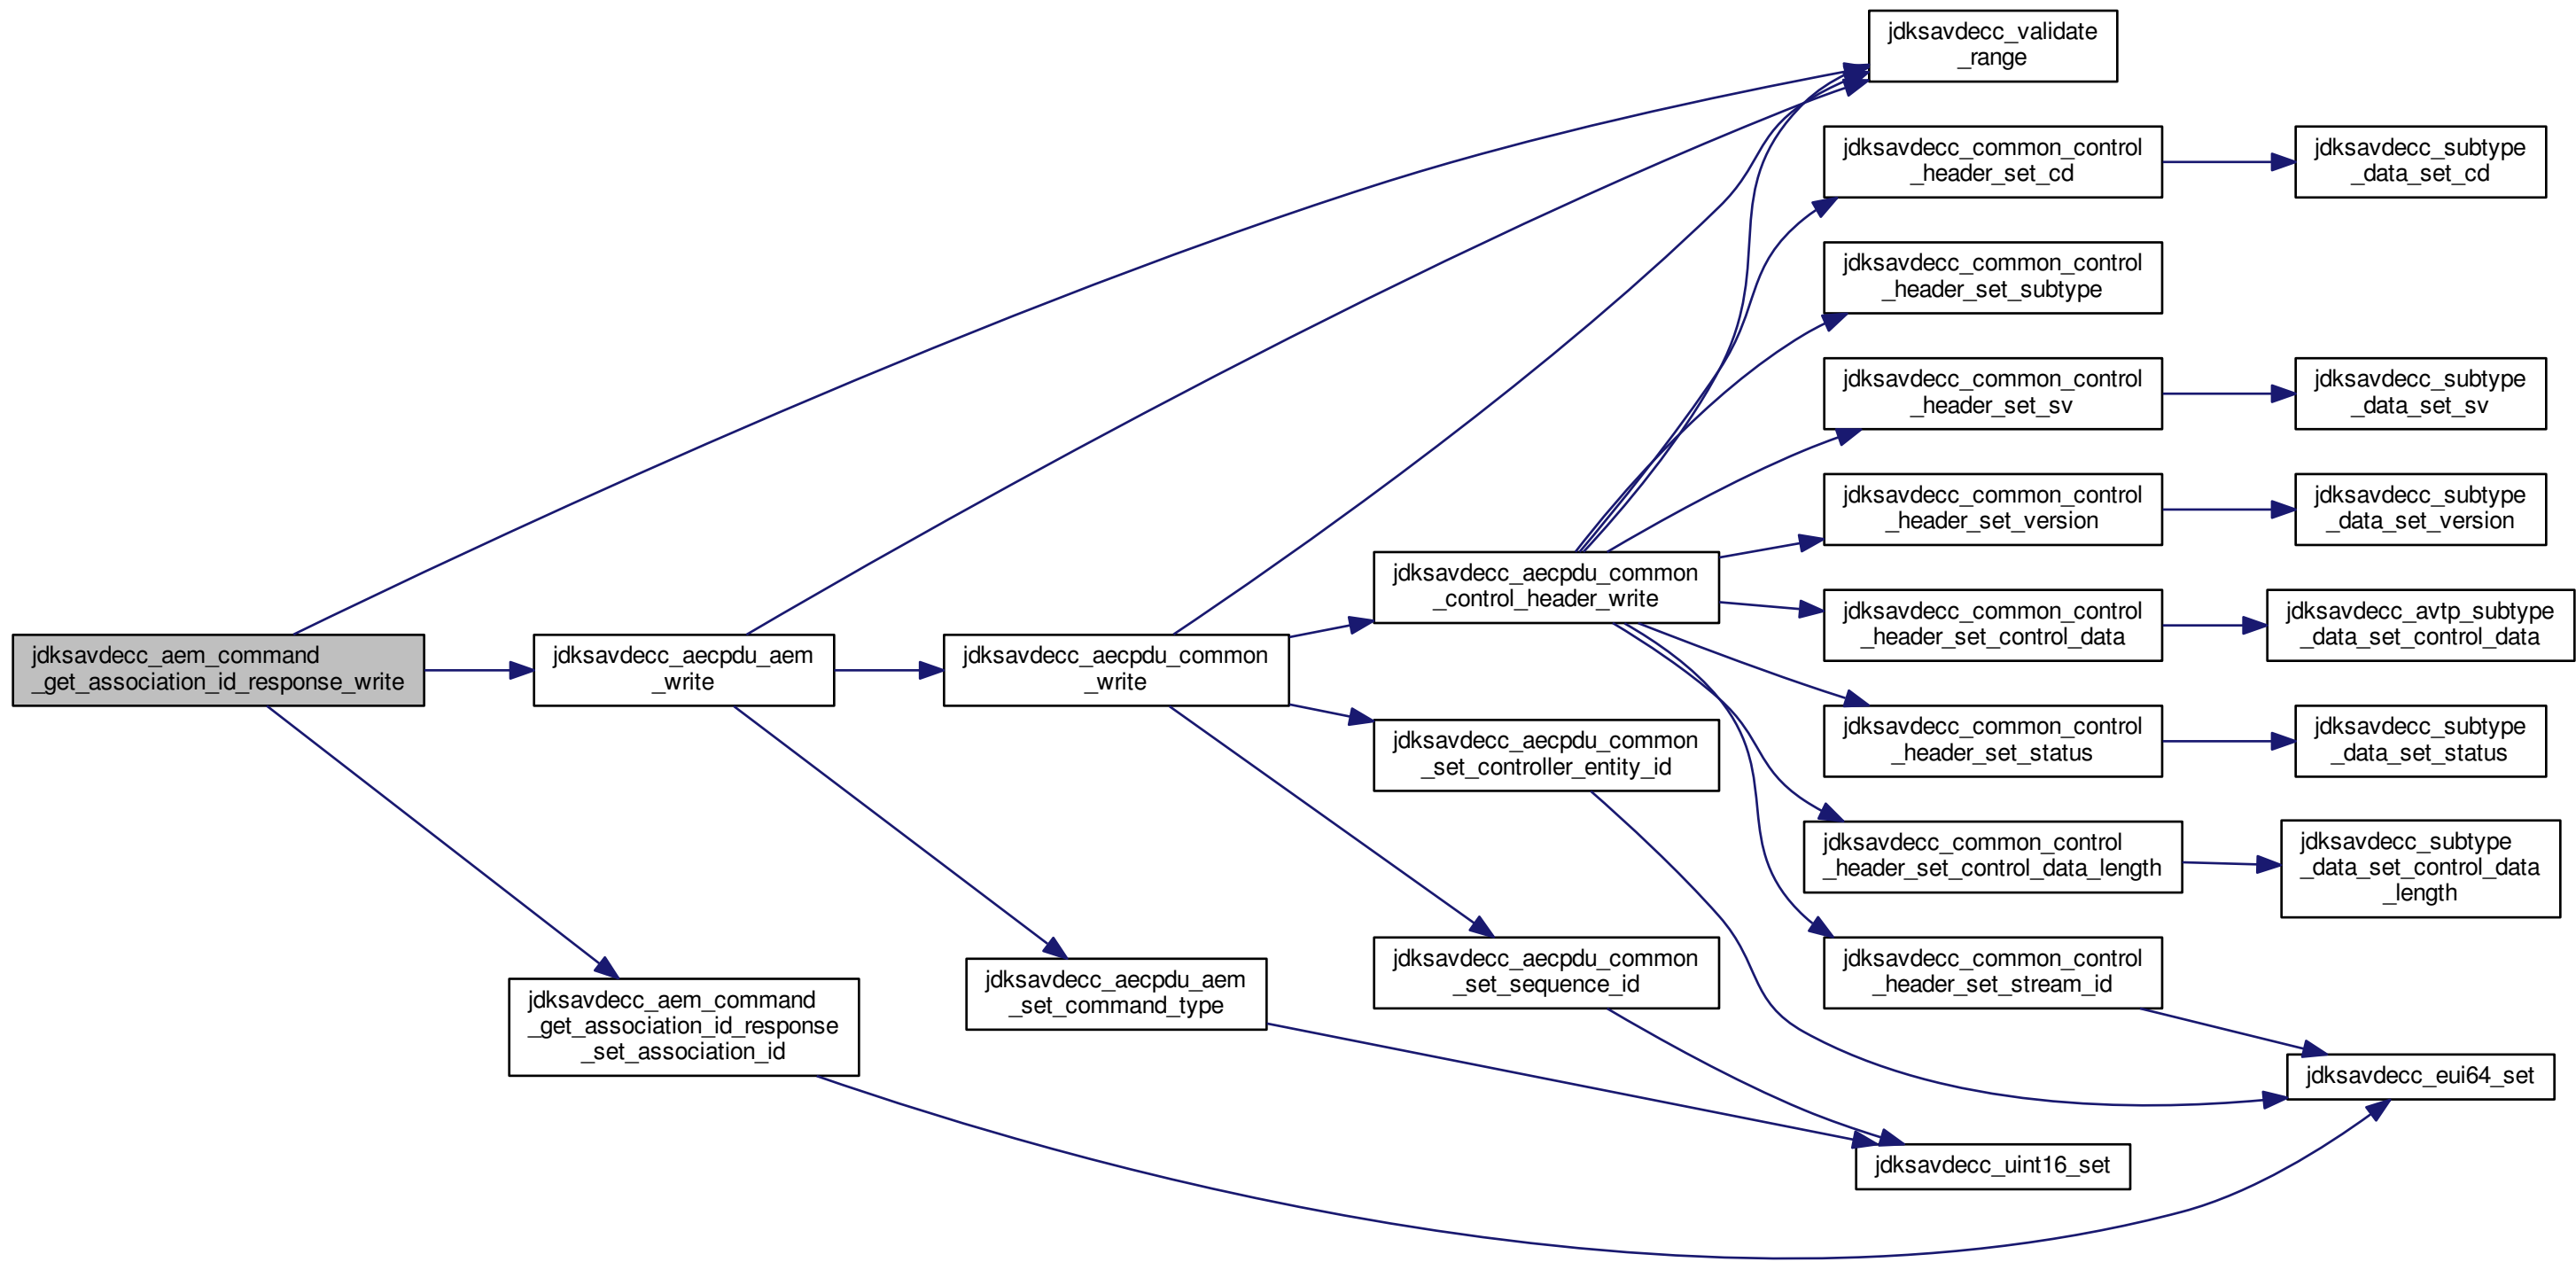 jdksavdecc_aem_command
_get_association_id_response_write
jdksavdecc_aecpdu_aem
_write
jdksavdecc_aem_command
_get_association_id_response
_set_association_id
jdksavdecc_aecpdu_common
_write
jdksavdecc_aecpdu_aem
_set_command_type
jdksavdecc_aecpdu_common
_control_header_write
jdksavdecc_aecpdu_common
_set_controller_entity_id
jdksavdecc_aecpdu_common
_set_sequence_id
jdksavdecc_validate
_range
jdksavdecc_common_control
_header_set_cd
jdksavdecc_common_control
_header_set_subtype
jdksavdecc_common_control
_header_set_sv
jdksavdecc_common_control
_header_set_version
jdksavdecc_common_control
_header_set_control_data
jdksavdecc_common_control
_header_set_status
jdksavdecc_common_control
_header_set_control_data_length
jdksavdecc_common_control
_header_set_stream_id
jdksavdecc_uint16_set
jdksavdecc_subtype
_data_set_cd
jdksavdecc_subtype
_data_set_sv
jdksavdecc_subtype
_data_set_version
jdksavdecc_avtp_subtype
_data_set_control_data
jdksavdecc_subtype
_data_set_status
jdksavdecc_subtype
_data_set_control_data
_length
jdksavdecc_eui64_set